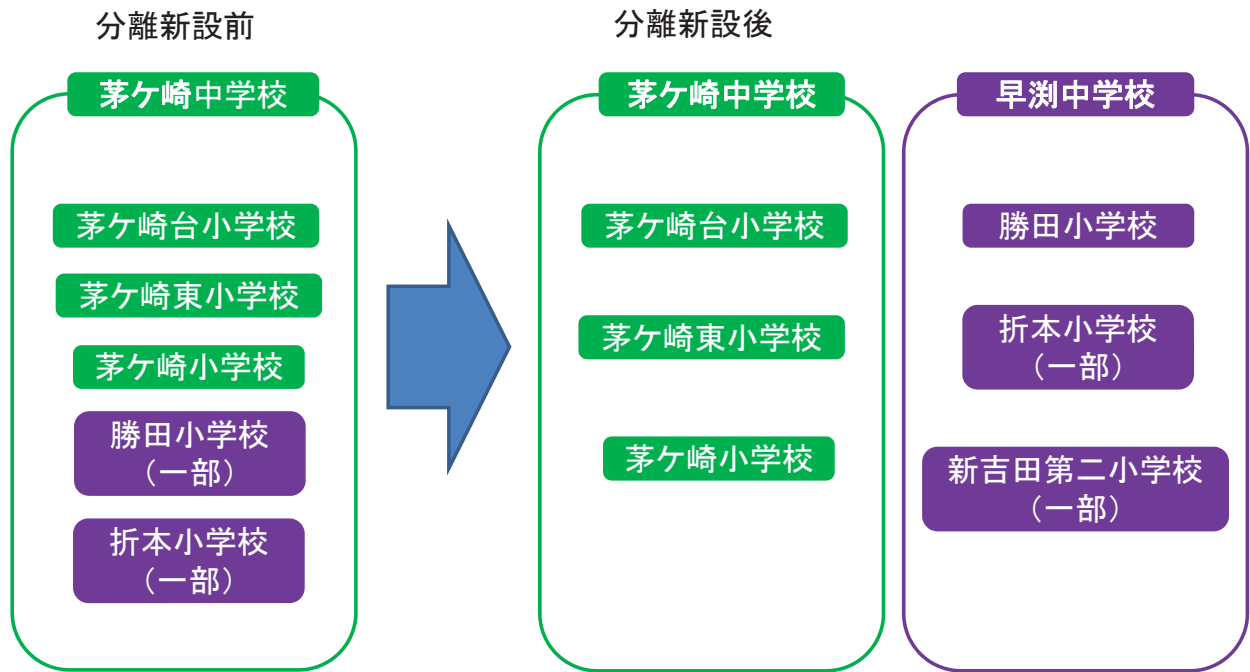 分離新設前
茅ケ崎中学校
茅ケ崎台小学校
茅ケ崎東小学校
茅ケ崎小学校
勝田小学校
（一部）
折本小学校
（一部）
分離新設後
茅ケ崎中学校
茅ケ崎台小学校
茅ケ崎東小学校
茅ケ崎小学校
早渕中学校
勝田小学校
折本小学校
（一部）
新吉田第二小学校
（一部）